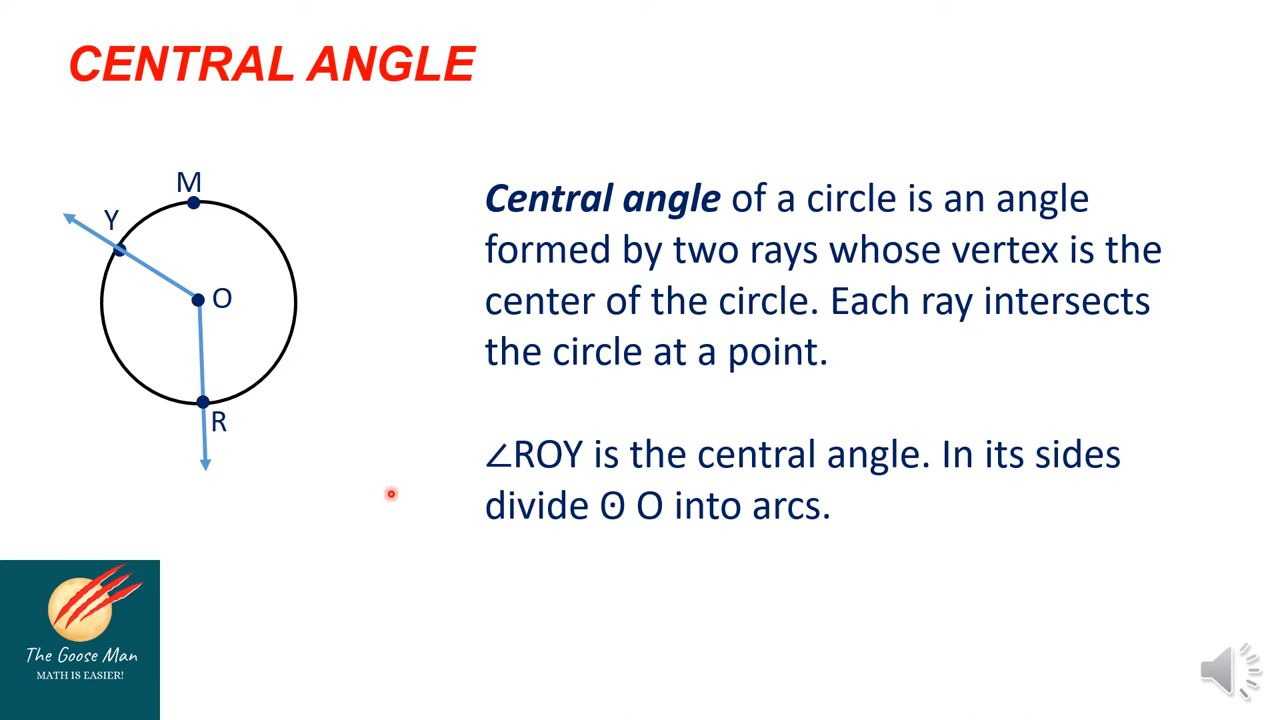 CENTRAL ANGLE
M
Y
O
R
Central angle of a circle is an angle
formed by two rays whose vertex is the
center of the circle. Each ray intersects
the circle at a point.
∠ROY is the central angle. In its sides
divide ʘ O into arcs.
The Goose Man
MATH IS EASIER!